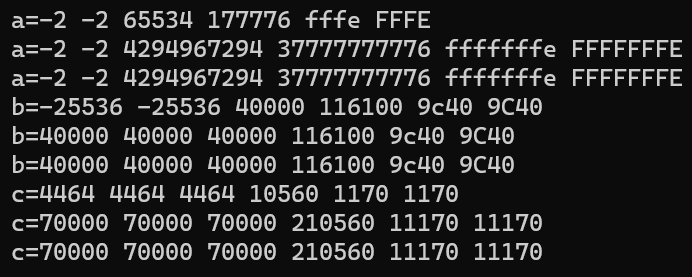 a=-2 -2 65534 177776 fffe FFFE
a=-2 -2 4294967294 37777777776 fffffffe FFFFFFFE
a=-2 -2 4294967294 37777777776 fffffffe FFFFFFFE
b=-25536 -25536 40000 116100 9c40 9C40
b=40000 40000 40000 116100 9c40 9C40
b=40000 40000 40000 116100 9c40 9C40
c=4464 4464 4464 10560 1170 1170
c=70000 70000 70000 210560 11170 11170
c=70000 70000 70000 210560 11170 11170